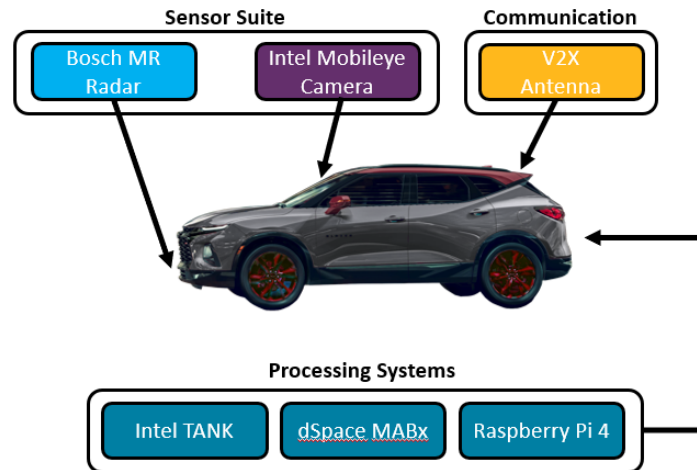 Sensor Suite
Communication
Bosch MR
Radar
Intel Mobileye
Camera
V2X
Antenna
Processing Systems
Intel TANK
dSpace MABx
Raspberry Pi 4